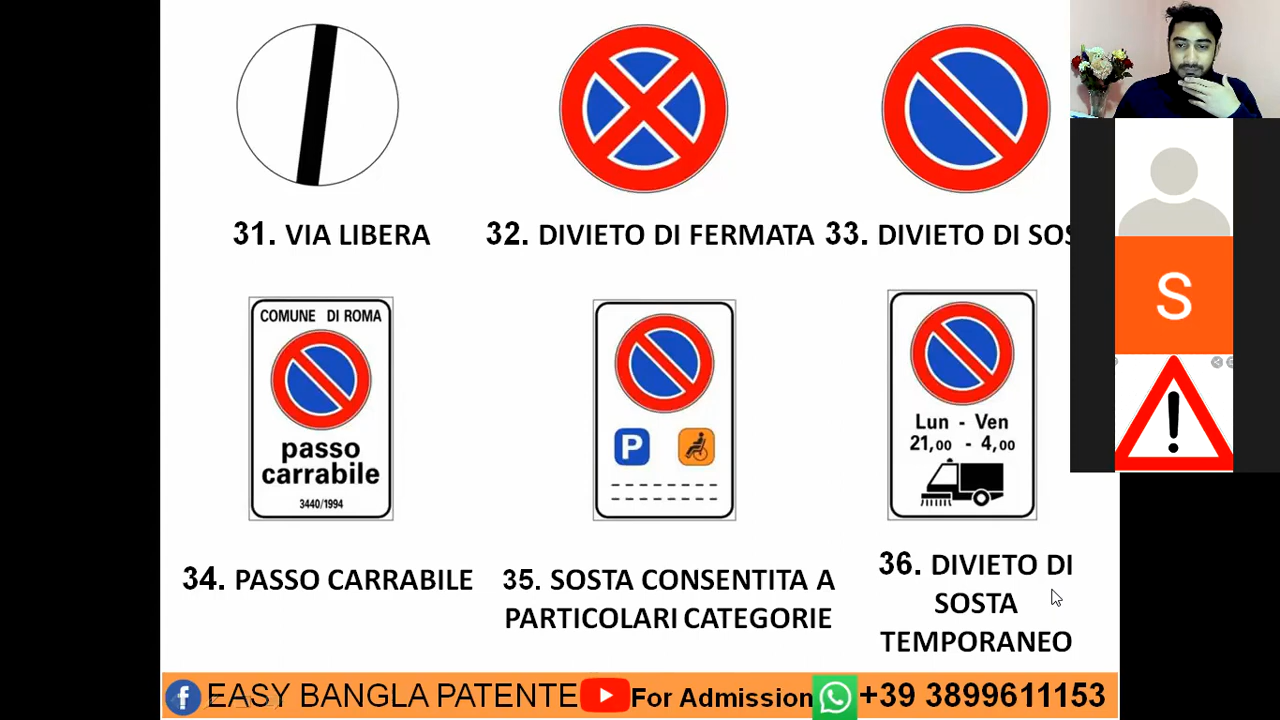 31. VIA LIBERA
32. DIVIETO DI FERMATA
33. DIVIETO DI SOS
COMUNE DI ROMA
passo
carrabile
3440/1994
34. PASSO CARRABILE
P
35. SOSTA CONSENTITA A
PARTICOLARI CATEGORIE
Lun - Ven
21,00 - 4,00
36. DIVIETO DI
SOSTA
TEMPORANEO
S
EASY BANGLA PATENTE For Admission +39 3899611153